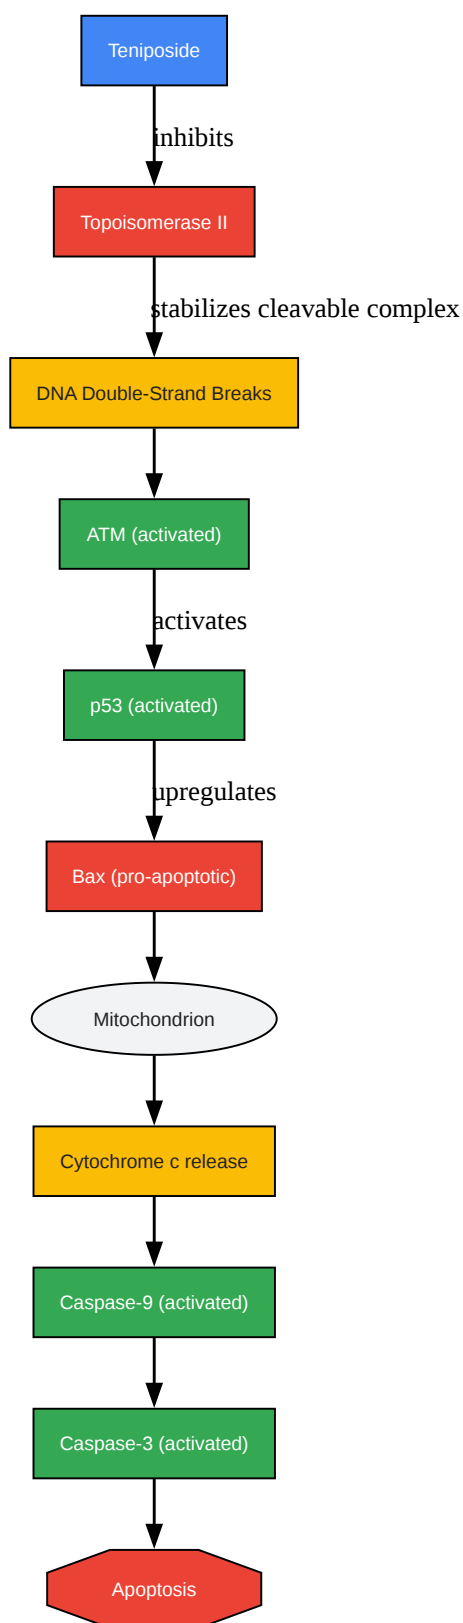 Teniposide
inhibits
Topoisomerase II
stabilizes cleavable complex
DNA Double-Strand Breaks
ATM (activated)
activates
p53 (activated)
upregulates
Bax (pro-apoptotic)
Mitochondrion
Cytochrome c release
Caspase-9 (activated)
Caspase-3 (activated)
Apoptosis